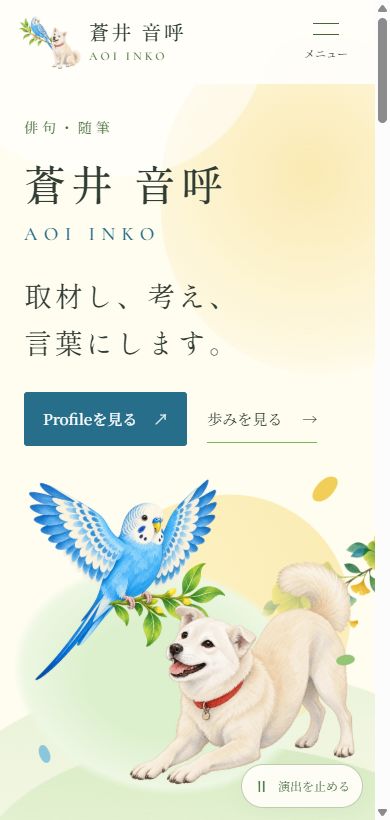 蒼井 音呼
AOI INKO
メニュー
俳句・随筆
蒼井 音呼
AOI INKO
取材し、考え、
言葉にします。
Profileを見る ↗
歩みを見る →
演出を止める